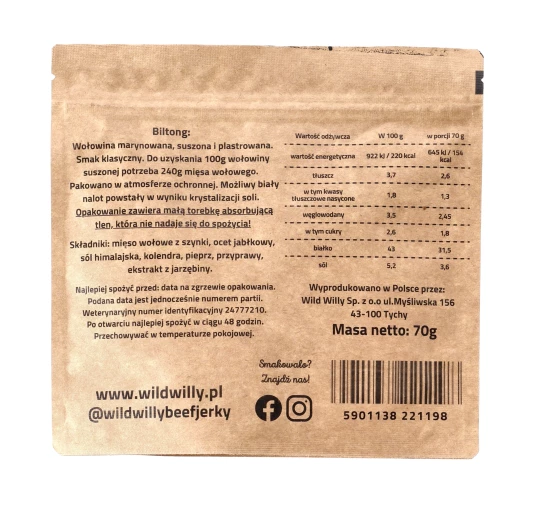 Biltong:
Wołowina marynowana, suszona i plastrowana.
Smak klasyczny. Do uzyskania 100g wołowiny
suszonej potrzeba 240g mięsa wołowego.
Pakowano w atmosferze ochronnej. Możliwy biały
nalot powstały w wyniku krystalizacji soli.
Opakowanie zawiera małą torebkę absorbującą
tlen, która nie nadaje się do spożycia!
Składniki: mięso wołowe z szynki, ocet jabłkowy,
sól himalajska, kolendra, pieprz, przyprawy,
ekstrakt z jarzębiny.
Najlepiej spożyć przed: data na zgrzewie opakowania.
Podana data jest jednocześnie numerem partii.
Weterynaryjny numer identyfikacyjny 24777210.
Po otwarciu najlepiej spożyć w ciągu 48 godzin.
Przechowywać w temperaturze pokojowej.
www.wildwilly.pl
@wildwillybeefjerky
Wartość odżywcza W 100 g w porcji 70 g
wartość energetyczna 922 kJ / 220 kcal 645 kJ / 154
kcal
tłuszcz 3,7 2,6
w tym kwasy
tłuszczowe nasycone 1,8 1,3
węglowodany 3,5 2,45
w tym cukry 2,6 1,8
białko 43 31,5
sól 5,2 3,6
Wyprodukowano w Polsce przez:
Wild Willy Sp. z o.o ul.Myśliwska 156
43-100 Tychy
Masa netto: 70g
Smakowało?
Znajdź nas!
5901138 221198